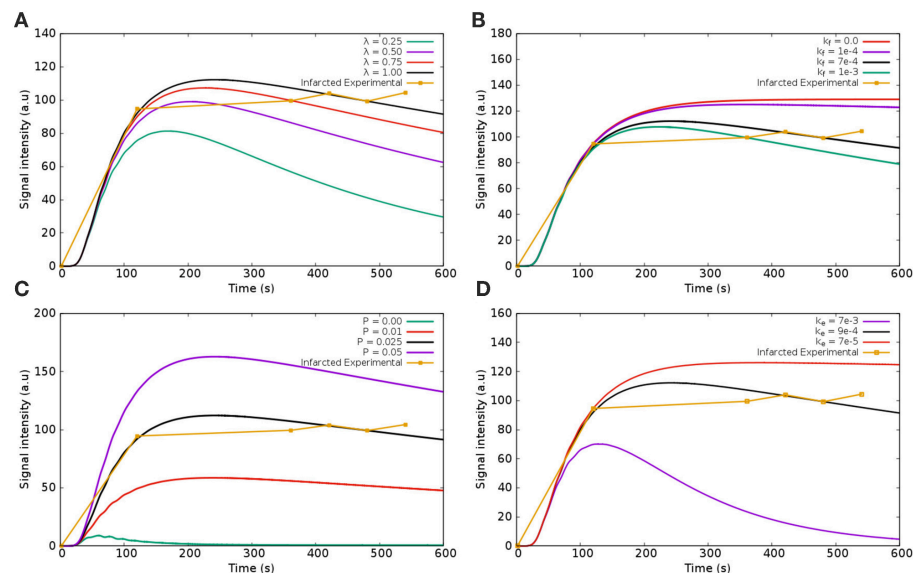 A
140
120
100
80
60
40
20
0
Signal intensity (a.u)
λ = 0.25
λ = 0.50
λ = 0.75
λ = 1.00
Infarcted Experimental
0 100 200 300 400 500 600
Time (s)
B
180
160
140
120
100
80
60
40
20
0
Signal intensity (a.u)
kf = 0.0
kf = 1e-4
kf = 7e-4
kf = 1e-3
Infarcted Experimental
0 100 200 300 400 500 600
Time (s)
C
200
150
100
50
0
Signal intensity (a.u)
P = 0.00
P = 0.01
P = 0.025
P = 0.05
Infarcted Experimental
0 100 200 300 400 500 600
Time (s)
D
160
140
120
100
80
60
40
20
0
Signal intensity (a.u)
ke = 7e-3
ke = 9e-4
ke = 7e-5
Infarcted Experimental
0 100 200 300 400 500 600
Time (s)